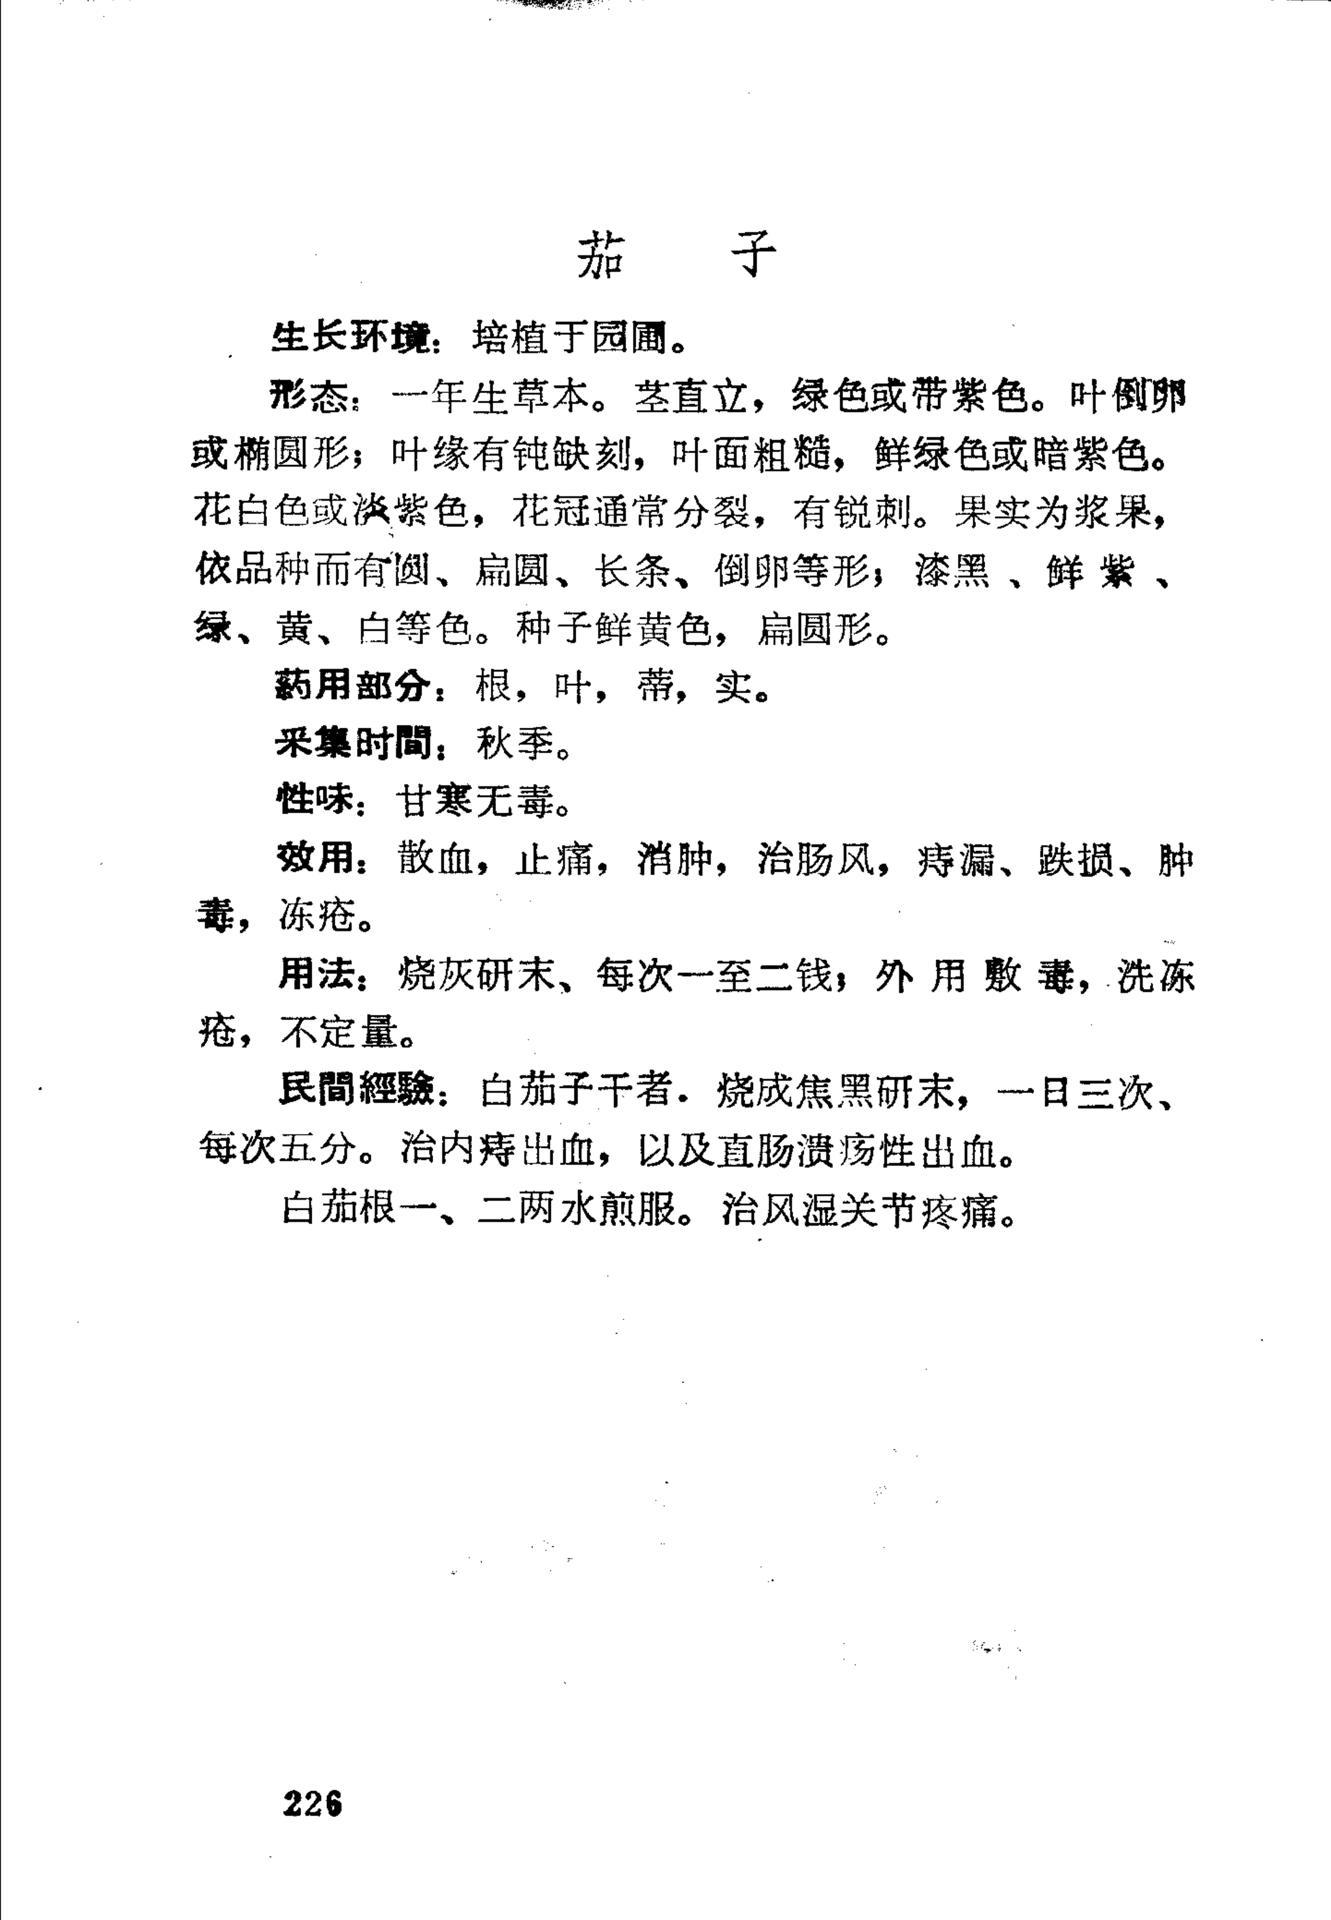 茄 子
生长环境：培植于园圃。
形态：一年生草本。茎直立，绿色或带紫色。叶倒卵
或椭圆形；叶缘有钝缺刻，叶面粗糙，鲜绿色或暗紫色。
花白色或淡紫色，花冠通常分裂，有锐刺。果实为浆果，
依品种而有圆、扁圆、长条、倒卵等形；漆黑、鲜紫、
绿、黄、白等色。种子鲜黄色，扁圆形。
药用部分：根，叶，蒂，实。
采集时間：秋季。
性味：甘寒无毒。
效用：散血，止痛，消肿，治肠风，痔漏、跌损、肿
毒，冻疮。
用法：烧灰研末、每次一至二钱；外用敷毒，洗冻
疮，不定量。
民間經驗：白茄子干者．烧成焦黑研末，一日三次、
每次五分。治内痔出血，以及直肠溃疡性出血。
白茄根一、二两水煎服。治风湿关节疼痛。
226